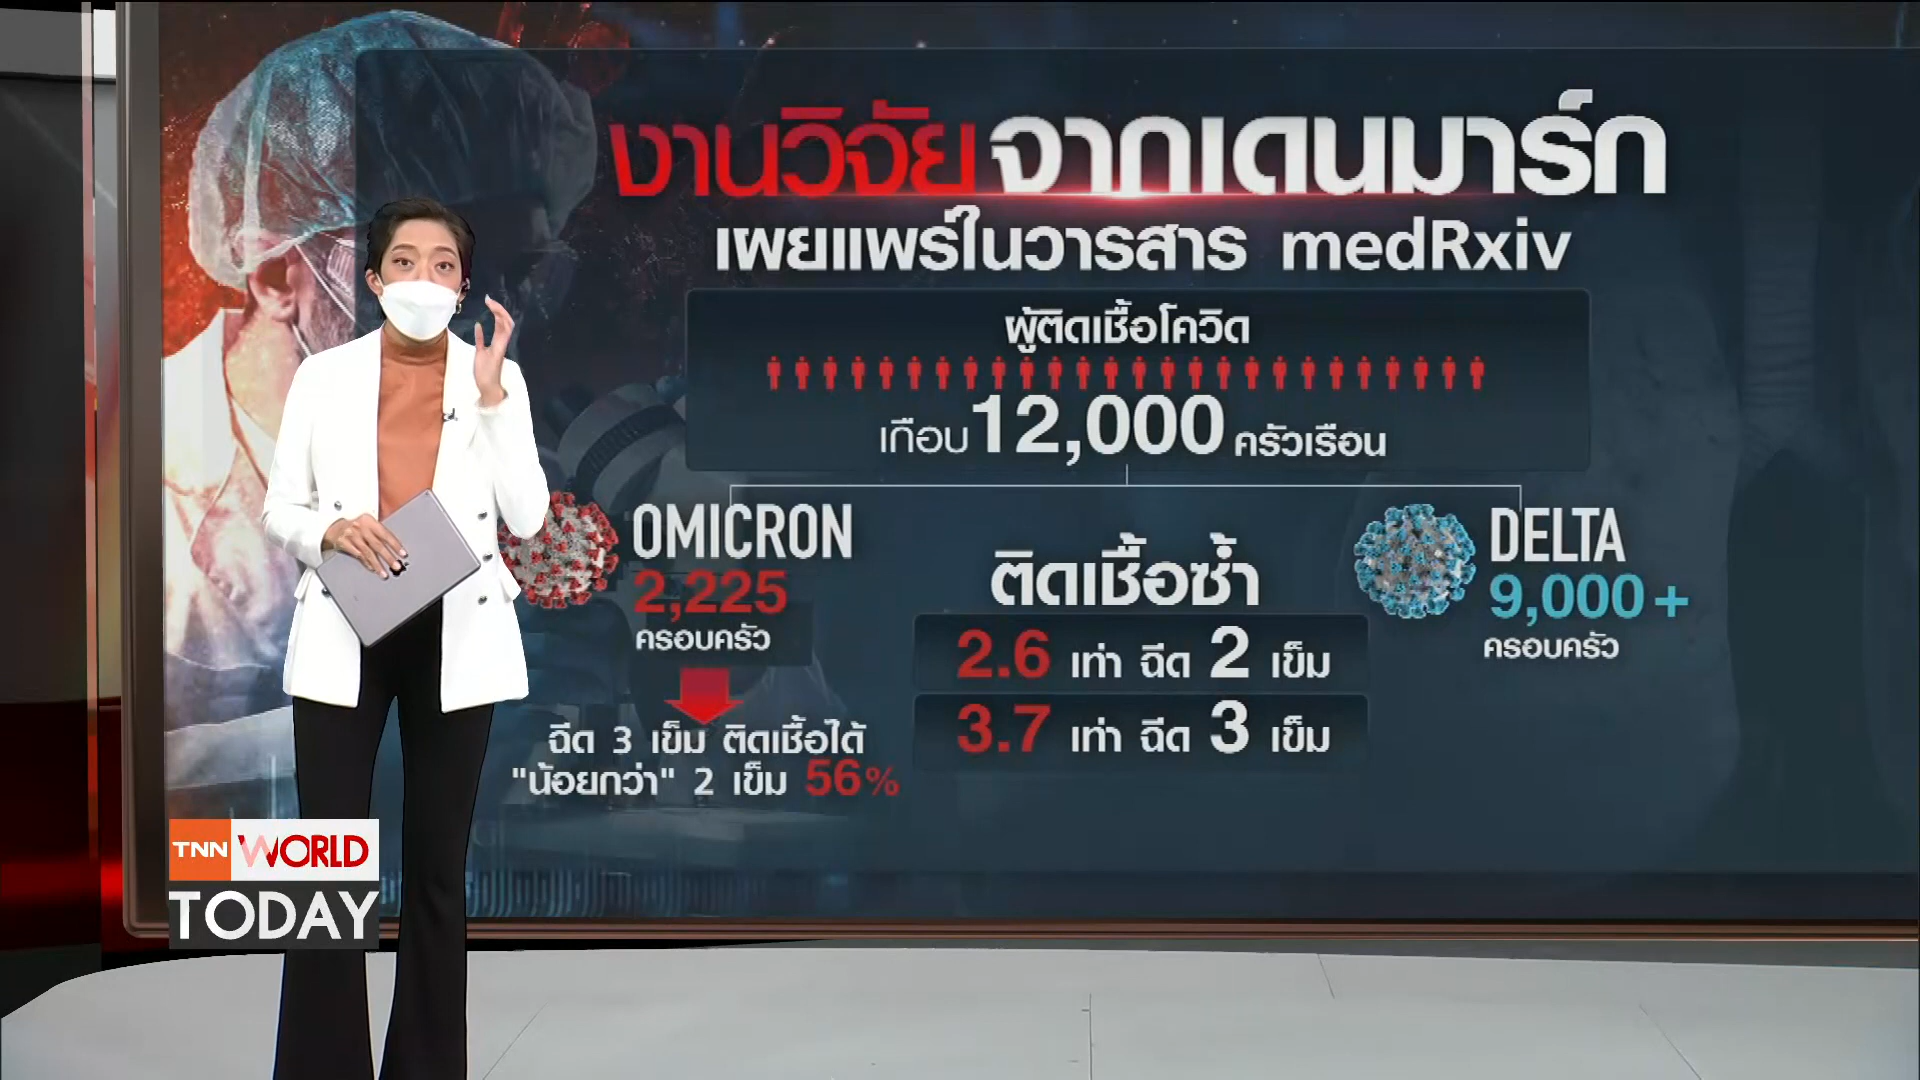 งานวิจัยจากเดนมาร์ก
เผยแพร่ในวารสาร medRxiv
ผู้ติดเชื้อโควิด
เกือบ 12,000 ครัวเรือน
OMICRON
2,225
ครอบครัว
ฉีด 3 เข็ม ติดเชื้อได้
"น้อยกว่า" 2 เข็ม 56%
ติดเชื้อซ้ำ
2.6 เท่า ฉีด 2 เข็ม
3.7 เท่า ฉีด 3 เข็ม
DELTA
9,000+
ครอบครัว
TNN WORLD
TODAY